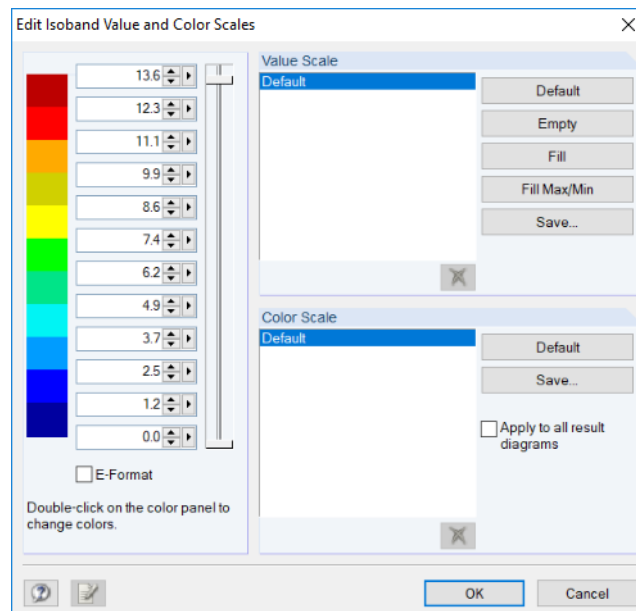 Edit Isoband Value and Color Scales
13.6
12.3
11.1
9.9
8.6
7.4
6.2
4.9
3.7
2.5
1.2
0.0
E-Format
Double-click on the color panel to
change colors.
Value Scale
Default
Default
Empty
Fill
Fill Max/Min
Save...
Color Scale
Default
Default
Save...
Apply to all result
diagrams
OK
Cancel